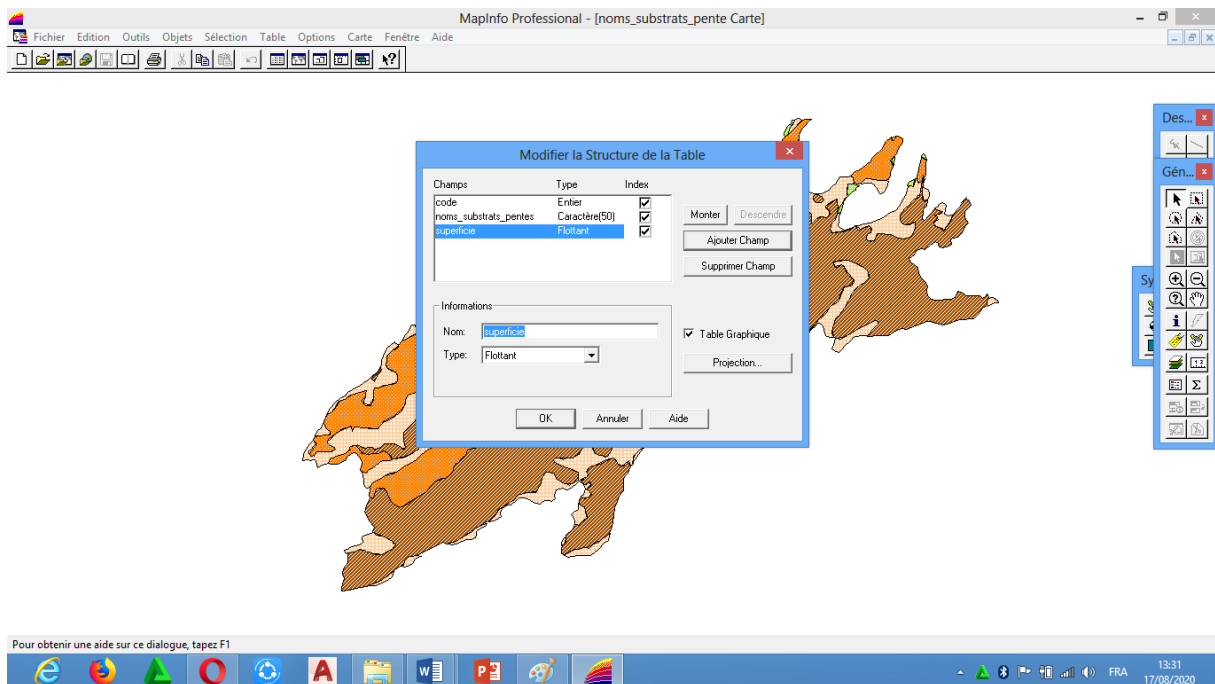 MapInfo Professional - [noms_substrats_pente Carte]
Fichier Edition Outils Objets Sélection Table Options Carte Fenêtre Aide
Des...
Modifier la Structure de la Table
Gén...
Champs Type Index
code Entier
noms_substrats_pentes Caractère(50)
superficie Flottant
Monter Descendre
Ajouter Champ
Supprimer Champ
Sy
Informations
Nom: superficie
Type: Flottant
Table Graphique
Projection...
OK Annuler Aide
Pour obtenir une aide sur ce dialogue, tapez F1
FRA
13:31
17/08/2020